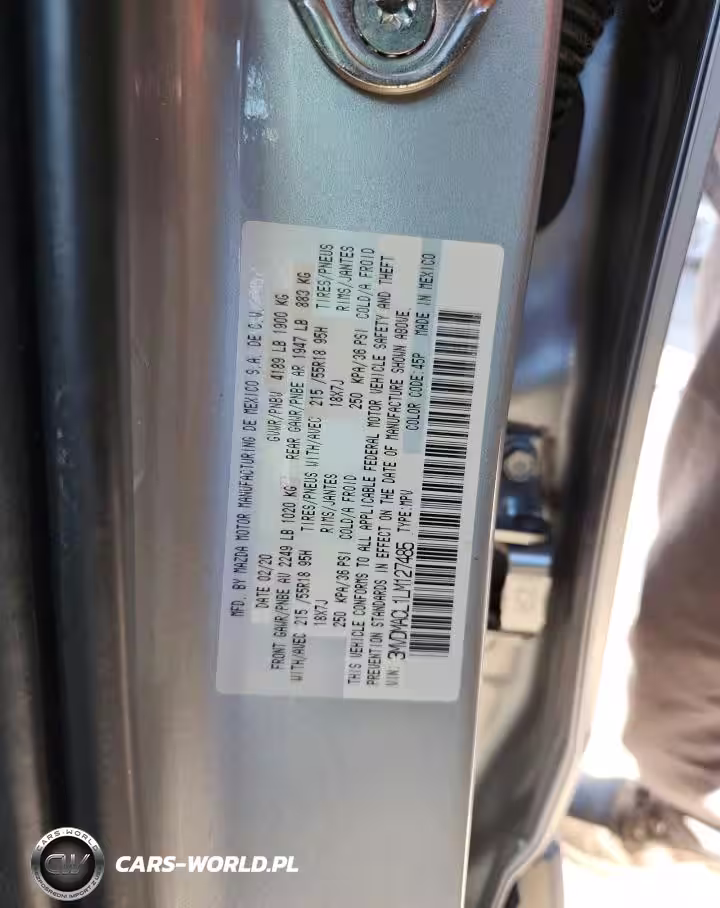 MFD. BY MAZDA MOTOR MANUFACTURING DE MEXICO S.A. DE C.V.
DATE 02/20 GVWR/PNBV 4189 LB 1900 KG
FRONT GAWR/PNBE AV 2249 LB 1020 KG REAR GAWR/PNBE AR 1947 LB 883 KG
WITH/AVEC 215 /55R18 95H TIRES/PNEUS WITH/AVEC 215 /55R18 95H TIRES/PNEUS
18X7J RIMS/JANTES 18X7J RIMS/JANTES
250 KPA/36 PSI COLD/A FROID 250 KPA/36 PSI COLD/A FROID
THIS VEHICLE CONFORMS TO ALL APPLICABLE FEDERAL MOTOR VEHICLE SAFETY AND THEFT
PREVENTION STANDARDS IN EFFECT ON THE DATE OF MANUFACTURE SHOWN ABOVE.
VIN: 3MVDMACL1LM127485 TYPE:MPV COLOR CODE:45P MADE IN MEXICO
CARS-WORLD
CW
CARS-WORLD.PL